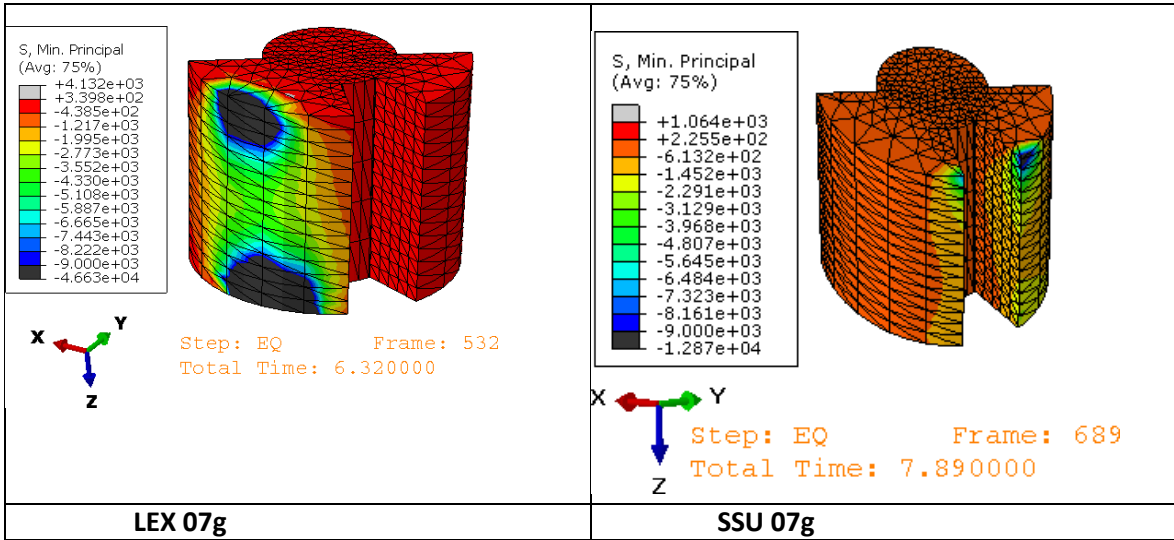 S, Min. Principal
(Avg: 75%)
+4.132e+03
+3.398e+02
-4.385e+02
-1.217e+03
-1.995e+03
-2.773e+03
-3.552e+03
-4.330e+03
-5.108e+03
-5.887e+03
-6.665e+03
-7.443e+03
-8.222e+03
-9.000e+03
-4.663e+04
X
Y
Z
Step: EQ Frame: 532
Total Time: 6.320000
LEX 07g
S, Min. Principal
(Avg: 75%)
+1.064e+03
+2.255e+02
-6.132e+02
-1.452e+03
-2.291e+03
-3.129e+03
-3.968e+03
-4.807e+03
-5.645e+03
-6.484e+03
-7.323e+03
-8.161e+03
-9.000e+03
-1.287e+04
X
Y
Z
Step: EQ Frame: 689
Total Time: 7.890000
SSU 07g